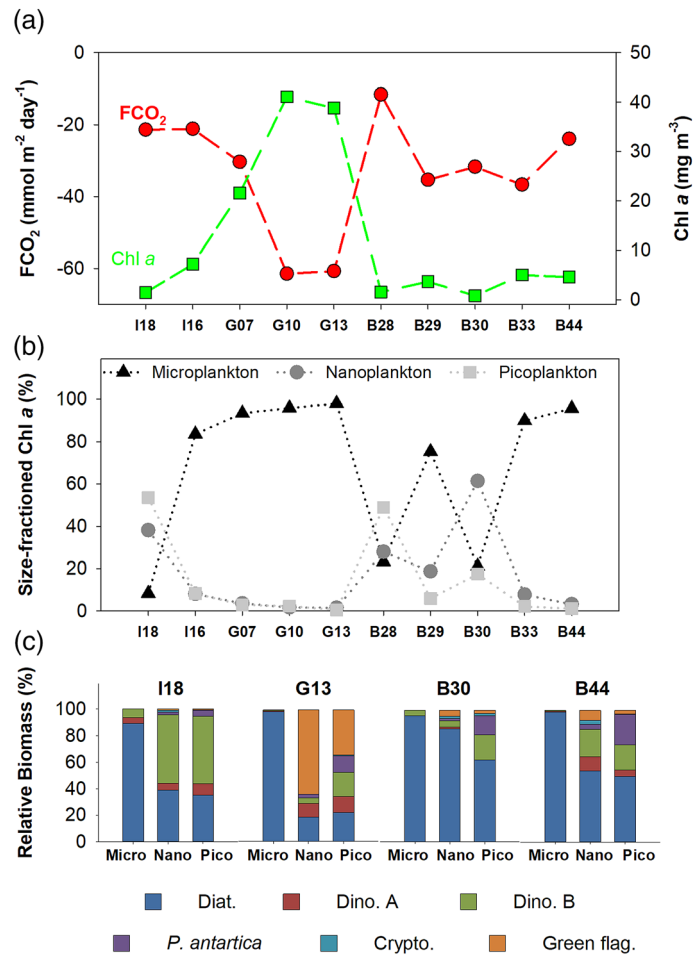 (a)
FCO2 (mmol m-2 day-1)
0
-20
-40
-60
FCO2
Chl a
50
40
30
20
10
0
Chl a (mg m-3)
I18 I16 G07 G10 G13 B28 B29 B30 B33 B44
(b)
Size-fractioned Chl a (%)
Microplankton Nanoplankton Picoplankton
100
80
60
40
20
0
I18 I16 G07 G10 G13 B28 B29 B30 B33 B44
(c)
Relative Biomass (%)
I18 G13 B30 B44
100
80
60
40
20
0
Micro Nano Pico Micro Nano Pico Micro Nano Pico Micro Nano Pico
Diat. Dino. A Dino. B
P. antartica Crypto. Green flag.